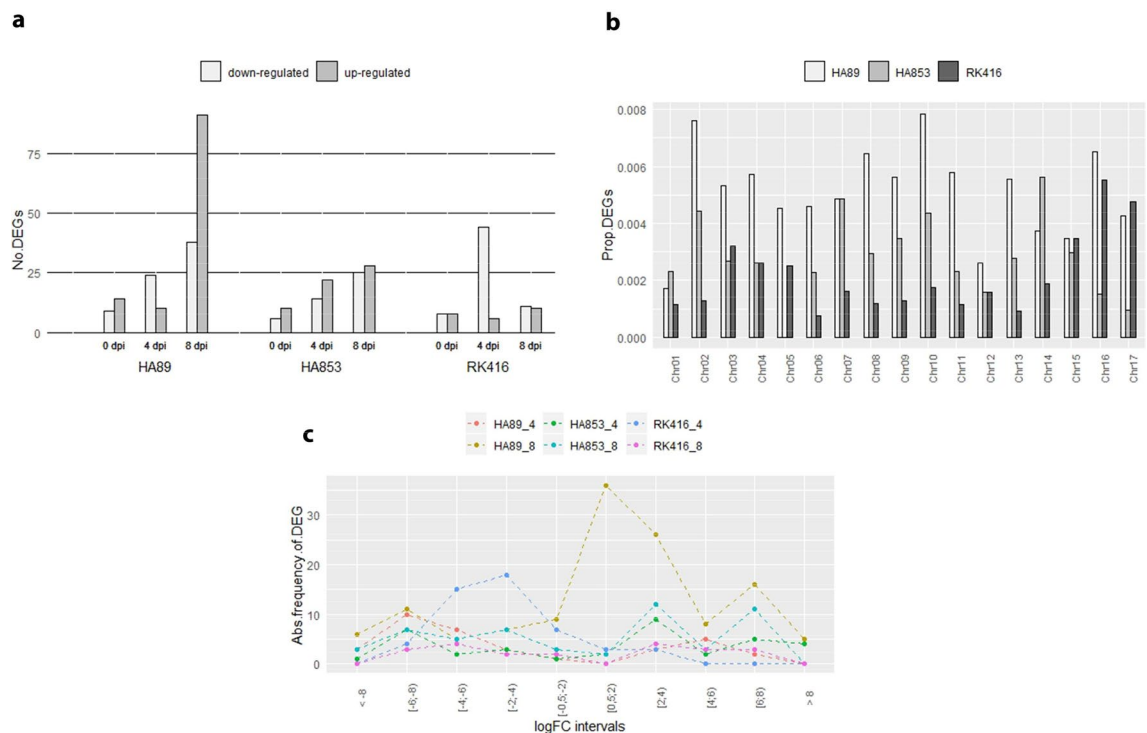 a
down-regulated up-regulated
No.DEGs
75
50
25
0
0 dpi 4 dpi 8 dpi 0 dpi 4 dpi 8 dpi 0 dpi 4 dpi 8 dpi
HA89 HA853 RK416
b
HA89 HA853 RK416
Prop.DEGs
0.008
0.006
0.004
0.002
0.000
Chr01 Chr02 Chr03 Chr04 Chr05 Chr06 Chr07 Chr08 Chr09 Chr10 Chr11 Chr12 Chr13 Chr14 Chr15 Chr16 Chr17
c
HA89_4 HA853_4 RK416_4
HA89_8 HA853_8 RK416_8
Abs.frequency.of.DEG
30
20
10
0
< -8 [-6;-8) [-4;-6) [-2;-4) [-0,5;-2) [0,5;2) [2;4) [4;6) [6;8) > 8
logFC intervals